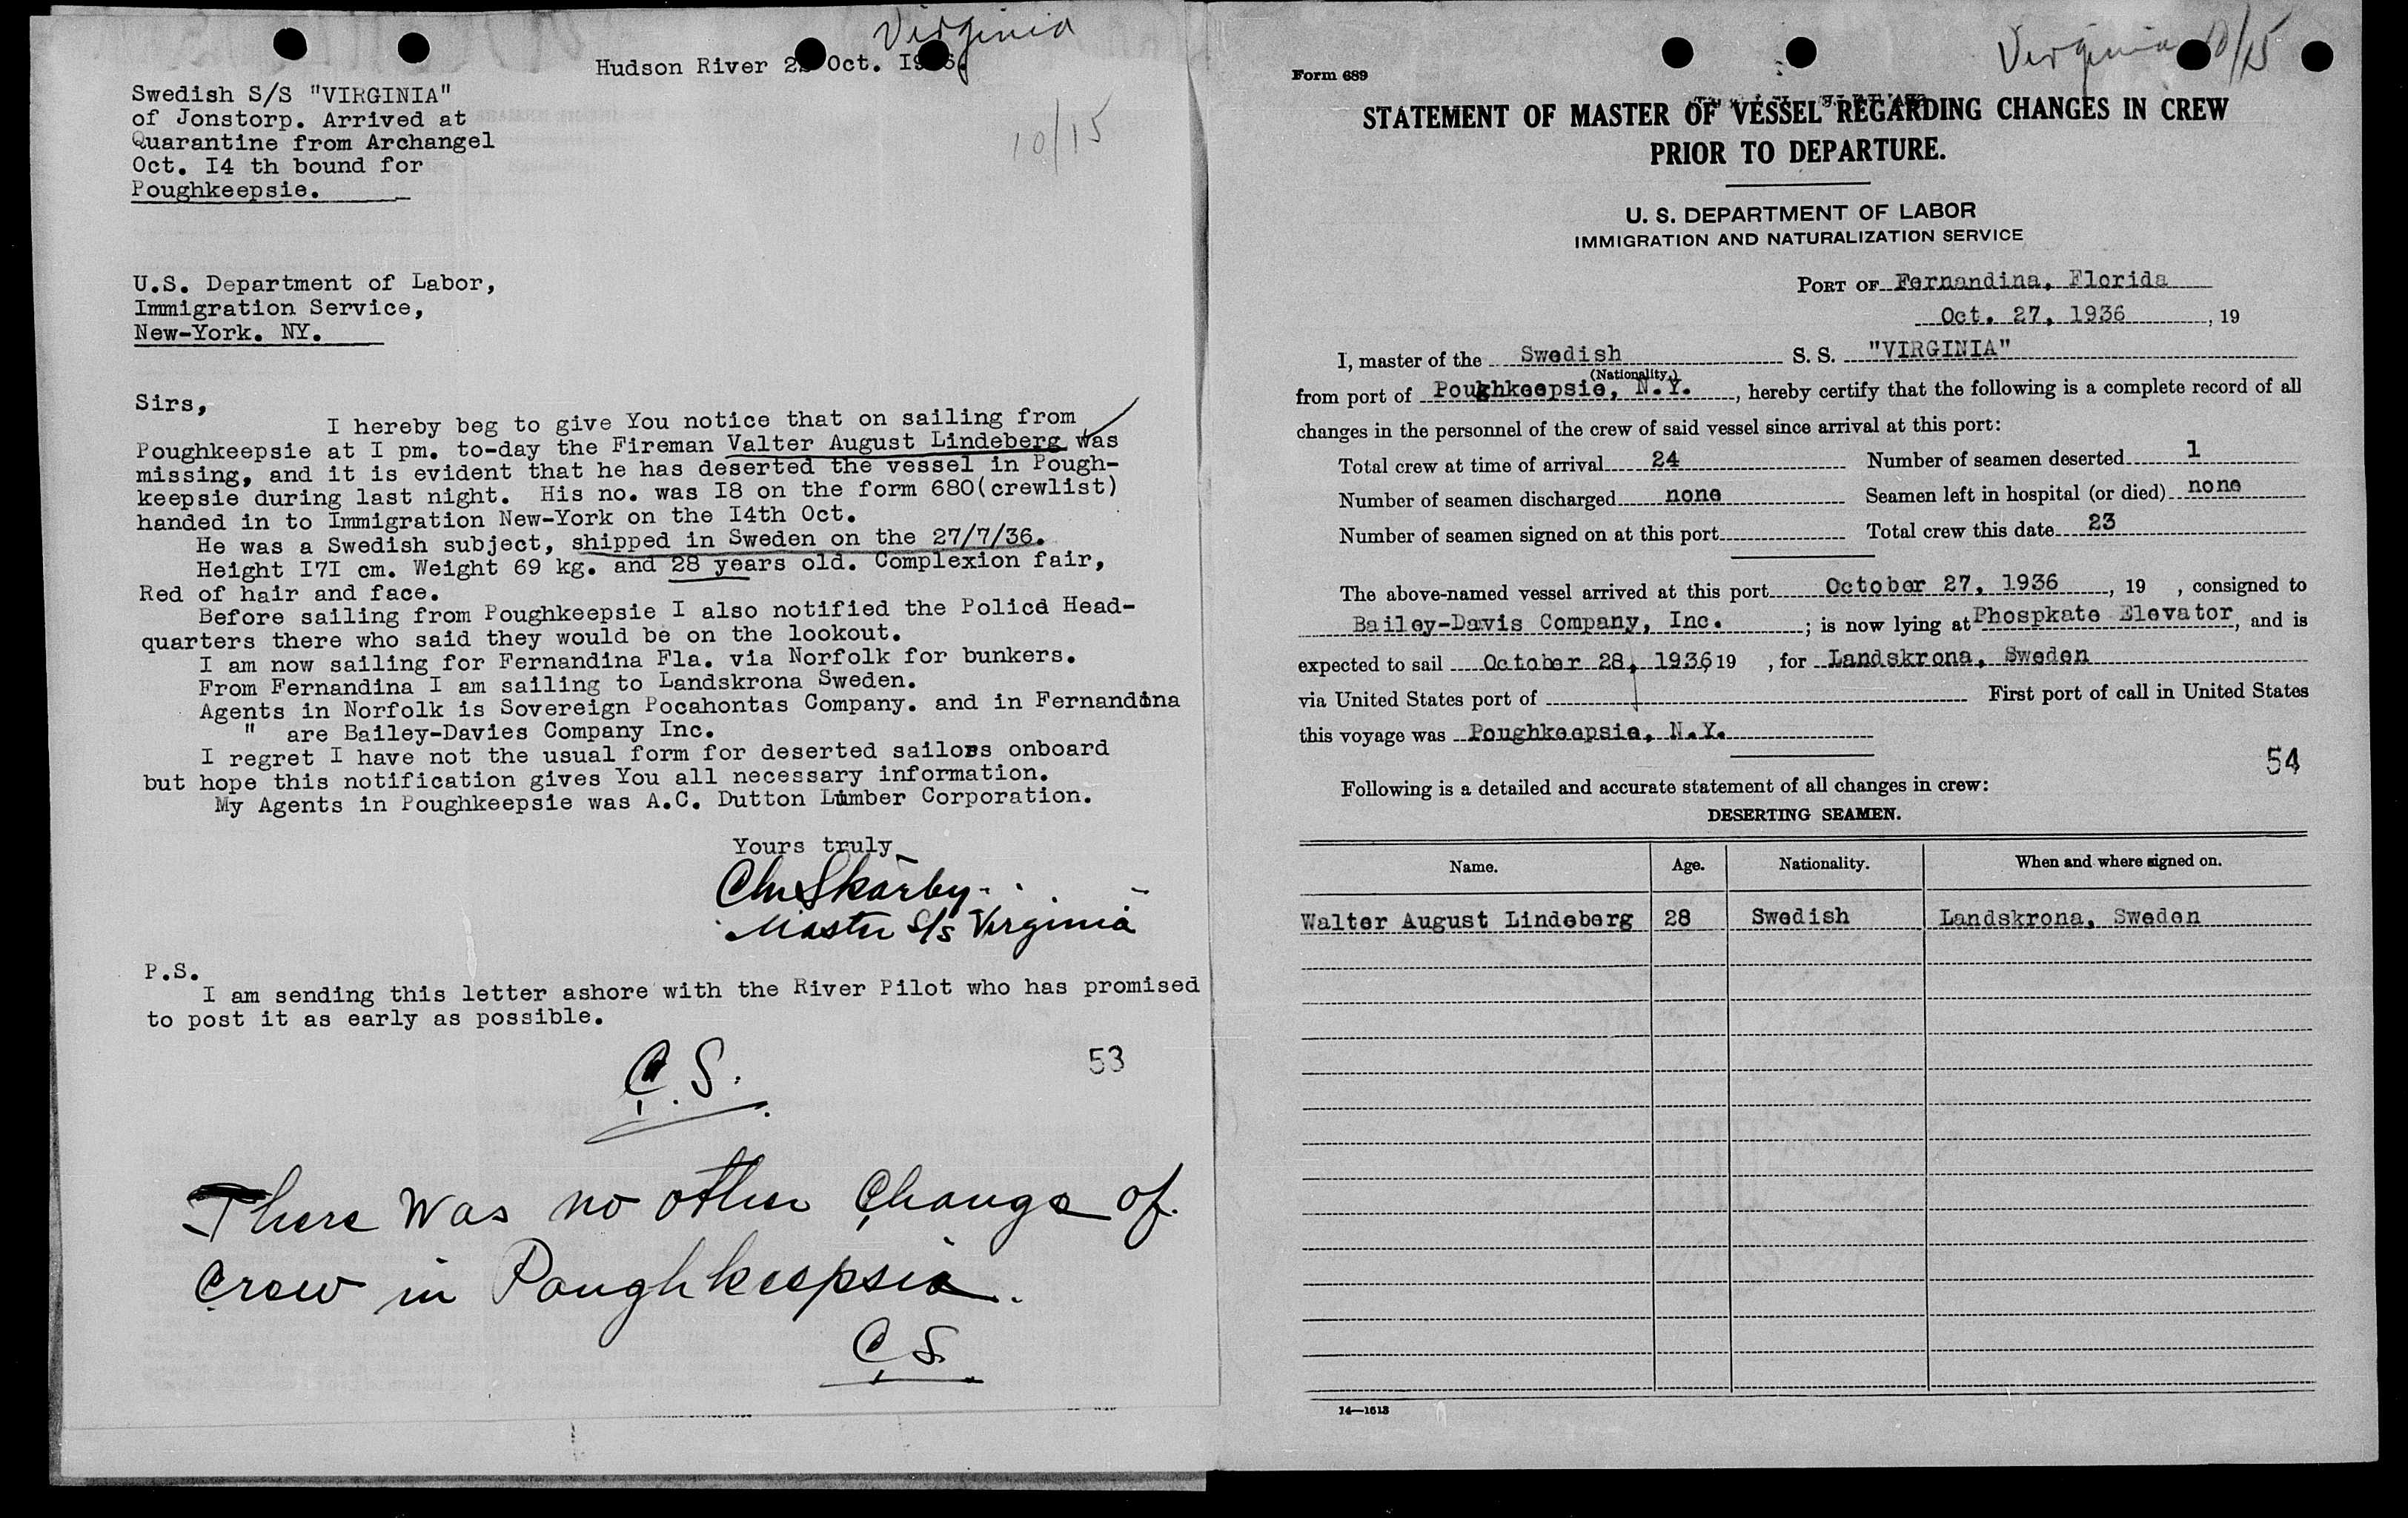 Virginia
Hudson River 2 Oct. I9 6.
10/15
Swedish S/S "VIRGINIA"
of Jonstorp. Arrived at
Quarantine from Archangel
Oct. I4 th bound for
Poughkeepsie.
U.S. Department of Labor,
Immigration Service,
New-York. NY.
Sirs,
I hereby beg to give You notice that on sailing from
Poughkeepsie at I pm. to-day the Fireman Valter August Lindeberg was
missing, and it is evident that he has deserted the vessel in Pough-
keepsie during last night. His no. was I8 on the form 680(crewlist)
handed in to Immigration New-York on the I4th Oct.
He was a Swedish subject, shipped in Sweden on the 27/7/36.
Height I7I cm. Weight 69 kg. and 28 years old. Complexion fair,
Red of hair and face.
Before sailing from Poughkeepsie I also notified the Police Head-
quarters there who said they would be on the lookout.
I am now sailing for Fernandina Fla. via Norfolk for bunkers.
From Fernandina I am sailing to Landskrona Sweden.
Agents in Norfolk is Sovereign Pocahontas Company. and in Fernandina
" are Bailey-Davies Company Inc.
I regret I have not the usual form for deserted sailors onboard
but hope this notification gives You all necessary information.
My Agents in Poughkeepsie was A.C. Dutton Lumber Corporation.
Yours truly
Chr Skarby.
Master S/S Virginia
P.S.
I am sending this letter ashore with the River Pilot who has promised
to post it as early as possible.
C.S.
53
There was no other Change of
Crew in Poughkeepsie.
C.S.
Virginia 10/15
Form 689
STATEMENT OF MASTER OF VESSEL REGARDING CHANGES IN CREW
PRIOR TO DEPARTURE.
U. S. DEPARTMENT OF LABOR
IMMIGRATION AND NATURALIZATION SERVICE
PORT OF Fernandina, Florida
Oct. 27, 1936, 19
I, master of the Swedish S. S. "VIRGINIA"
(Nationality.)
from port of Poukhkeepsie, N.Y., hereby certify that the following is a complete record of all
changes in the personnel of the crew of said vessel since arrival at this port:
Total crew at time of arrival 24 Number of seamen deserted 1
Number of seamen discharged none Seamen left in hospital (or died) none
Number of seamen signed on at this port Total crew this date 23
The above-named vessel arrived at this port October 27, 1936, 19 , consigned to
Bailey-Davis Company, Inc. ; is now lying at Phospkate Elevator, and is
expected to sail October 28, 1936 19 , for Landskrona, Sweden
via United States port of First port of call in United States
this voyage was Poughkeepsie, N.Y.
54
Following is a detailed and accurate statement of all changes in crew:
DESERTING SEAMEN.
Name. Age. Nationality. When and where signed on.
Walter August Lindeberg 28 Swedish Landskrona, Sweden
14—1613